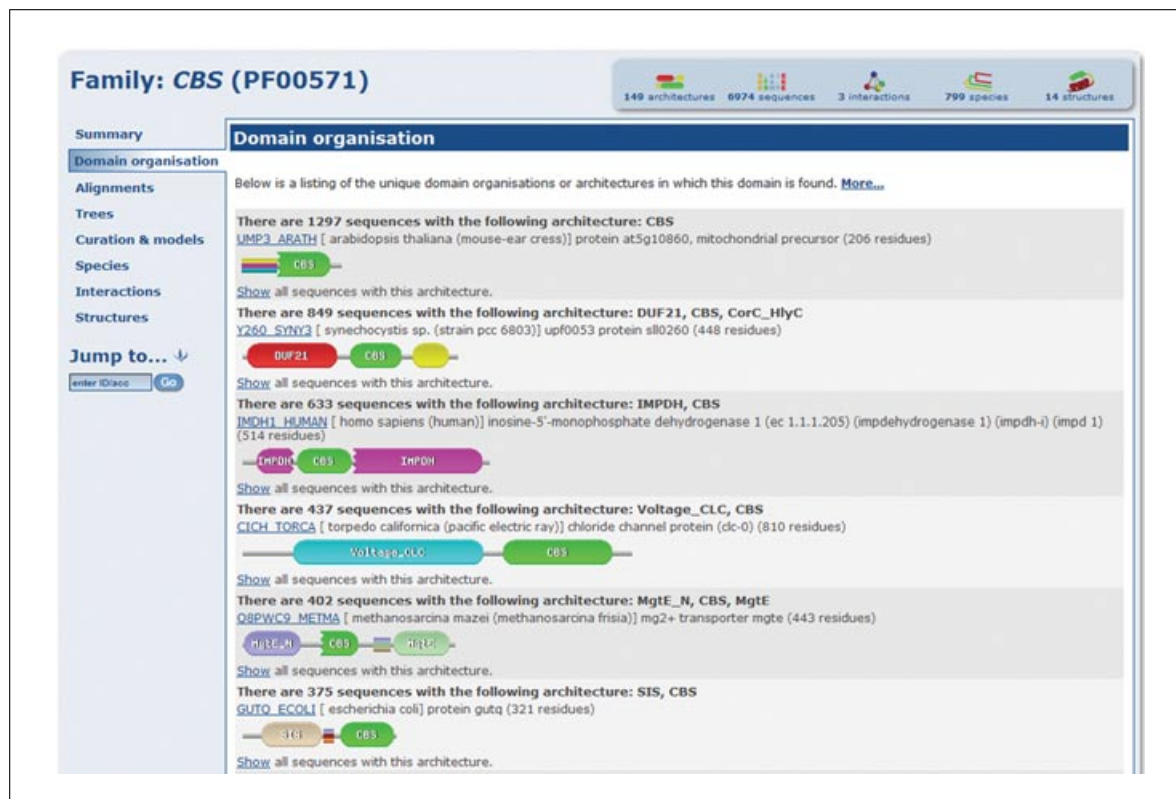 Family: CBS (PF00571)
149 architectures 6974 sequences 3 interactions 799 species 14 structures
Summary
Domain organisation
Alignments
Trees
Curation & models
Species
Interactions
Structures
Jump to...
enter ID/acc Go
Domain organisation
Below is a listing of the unique domain organisations or architectures in which this domain is found. More...
There are 1297 sequences with the following architecture: CBS
UMP3_ARATH [ arabidopsis thaliana (mouse-ear cress)] protein at5g10860, mitochondrial precursor (206 residues)
CBS
Show all sequences with this architecture.
There are 849 sequences with the following architecture: DUF21, CBS, CorC_HlyC
Y260_SYNY3 [ synechocystis sp. (strain pcc 6803)] upf0053 protein sll0260 (448 residues)
DUF21 CBS
Show all sequences with this architecture.
There are 633 sequences with the following architecture: IMPDH, CBS
IMDH1_HUMAN [ homo sapiens (human)] inosine-5'-monophosphate dehydrogenase 1 (ec 1.1.1.205) (impdehydrogenase 1) (impdh-i) (impd 1)
(514 residues)
IMPDH CBS IMPDH
Show all sequences with this architecture.
There are 437 sequences with the following architecture: Voltage_CLC, CBS
CICH_TORCA [ torpedo californica (pacific electric ray)] chloride channel protein (clc-0) (810 residues)
Voltage_CLC CBS
Show all sequences with this architecture.
There are 402 sequences with the following architecture: MgtE_N, CBS, MgtE
Q8PWC9_METMA [ methanosarcina mazei (methanosarcina frisia)] mg2+ transporter mgte (443 residues)
MgtE_N CBS MgtE
Show all sequences with this architecture.
There are 375 sequences with the following architecture: SIS, CBS
GUTQ_ECOLI [ escherichia coli] protein gutq (321 residues)
SIS CBS
Show all sequences with this architecture.